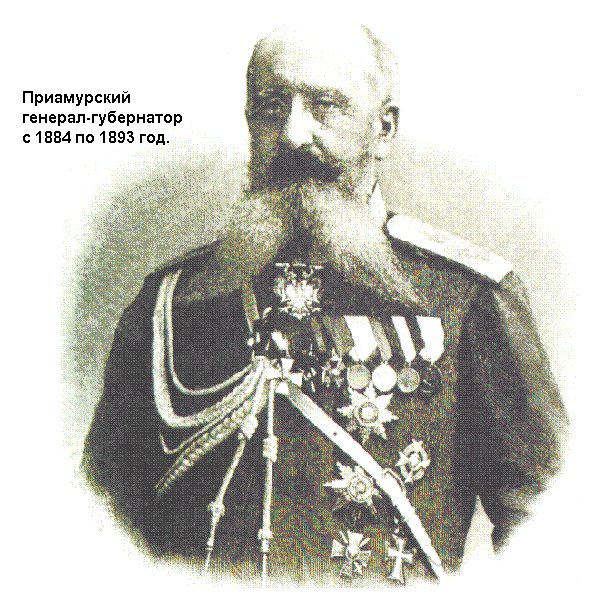 Приамурский
генерал-губернатор
с 1884 по 1893 год.